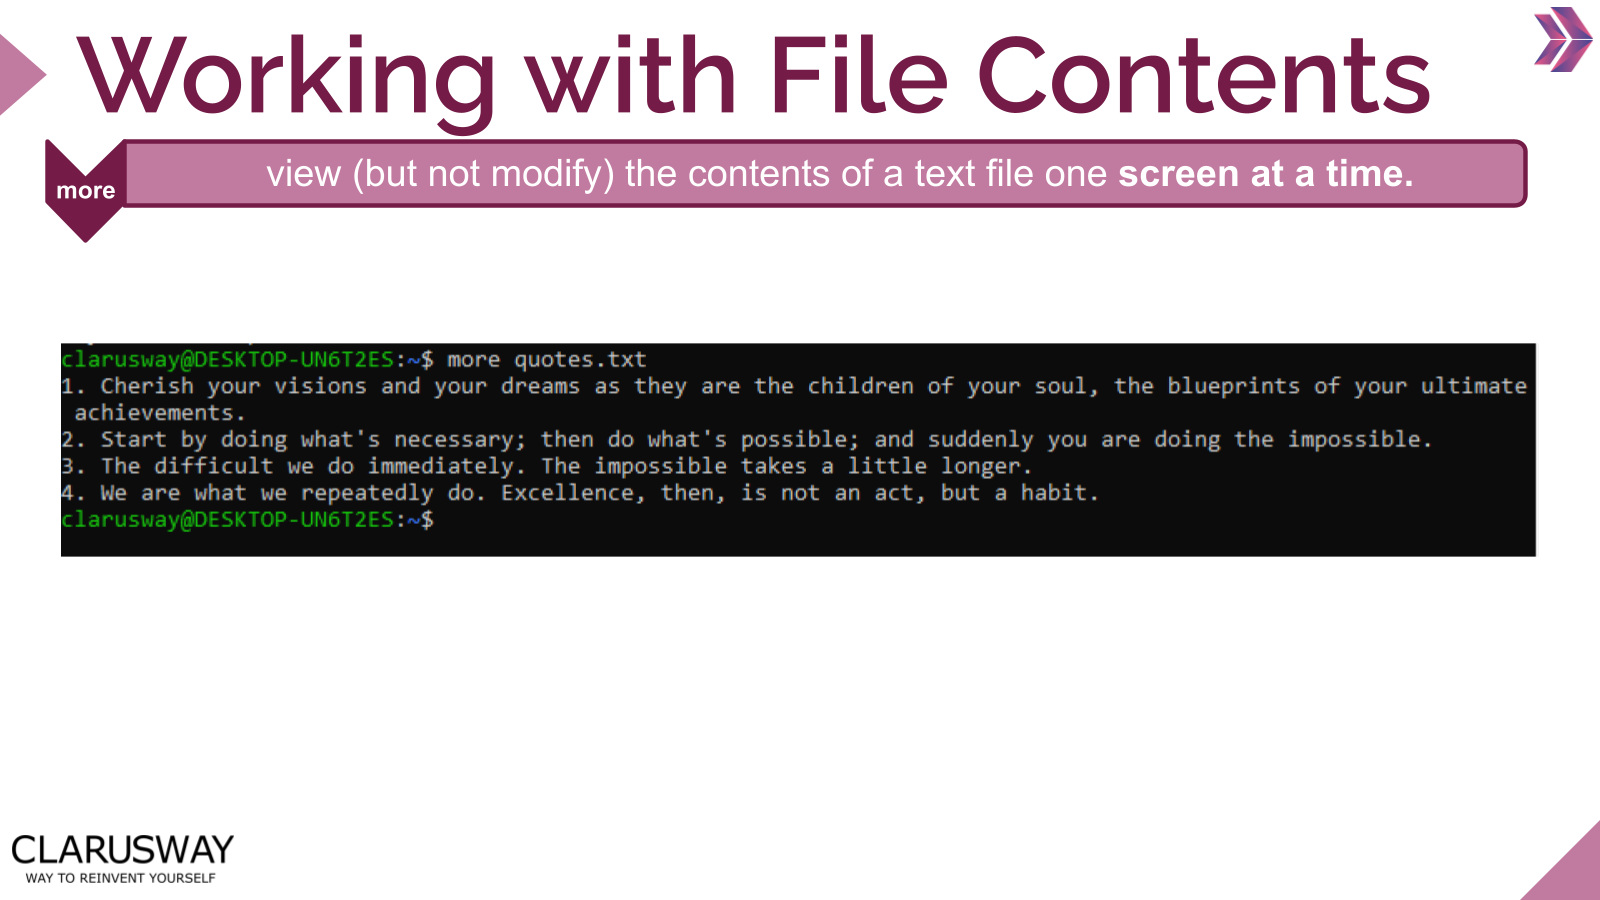 Working with File Contents
more
view (but not modify) the contents of a text file one screen at a time.
clarusway@DESKTOP-UN6T2ES:~$ more quotes.txt
1. Cherish your visions and your dreams as they are the children of your soul, the blueprints of your ultimate
achievements.
2. Start by doing what's necessary; then do what's possible; and suddenly you are doing the impossible.
3. The difficult we do immediately. The impossible takes a little longer.
4. We are what we repeatedly do. Excellence, then, is not an act, but a habit.
clarusway@DESKTOP-UN6T2ES:~$
CLARUSWAY
WAY TO REINVENT YOURSELF